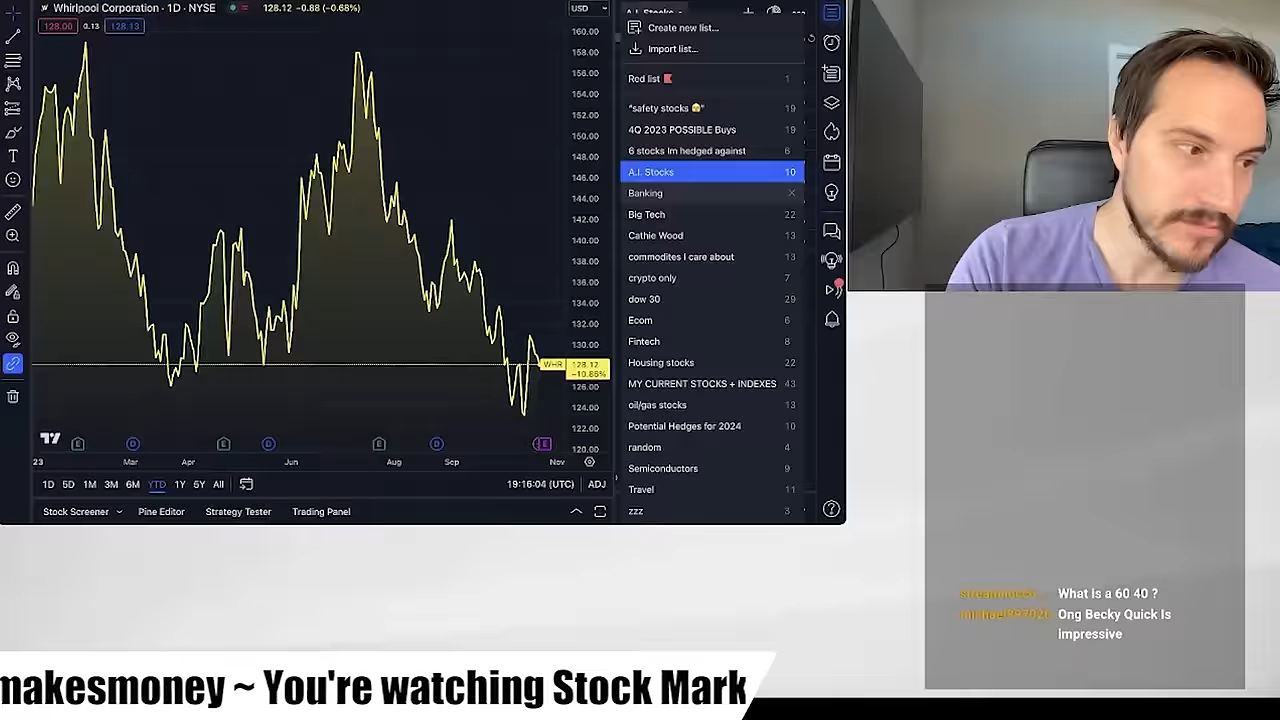 Whirlpool Corporation · 1D · NYSE
128.12 −0.88 (−0.68%)
USD
128.00 0.13 128.13
160.00
158.00
156.00
154.00
152.00
150.00
148.00
146.00
144.00
142.00
140.00
138.00
136.00
134.00
132.00
130.00
WHR 128.12
−10.86%
126.00
124.00
122.00
120.00
E D E D E D E
23 Mar Apr Jun Aug Sep Nov
1D 5D 1M 3M 6M YTD 1Y 5Y All
19:16:04 (UTC) ADJ
Stock Screener Pine Editor Strategy Tester Trading Panel
A.I. Stocks
Create new list...
Import list...
Red list 1
"safety stocks 🫣" 19
4Q 2023 POSSIBLE Buys 19
6 stocks Im hedged against 6
A.I. Stocks 10
Banking
Big Tech 22
Cathie Wood 13
commodites I care about 13
crypto only 7
dow 30 29
Ecom 6
Fintech 8
Housing stocks 22
MY CURRENT STOCKS + INDEXES 43
oil/gas stocks 13
Potential Hedges for 2024 10
random 4
Semiconductors 9
Travel 11
zzz 3
What is a 60 40 ?
Ong Becky Quick Is
impressive
makesmoney ~ You're watching Stock Mark